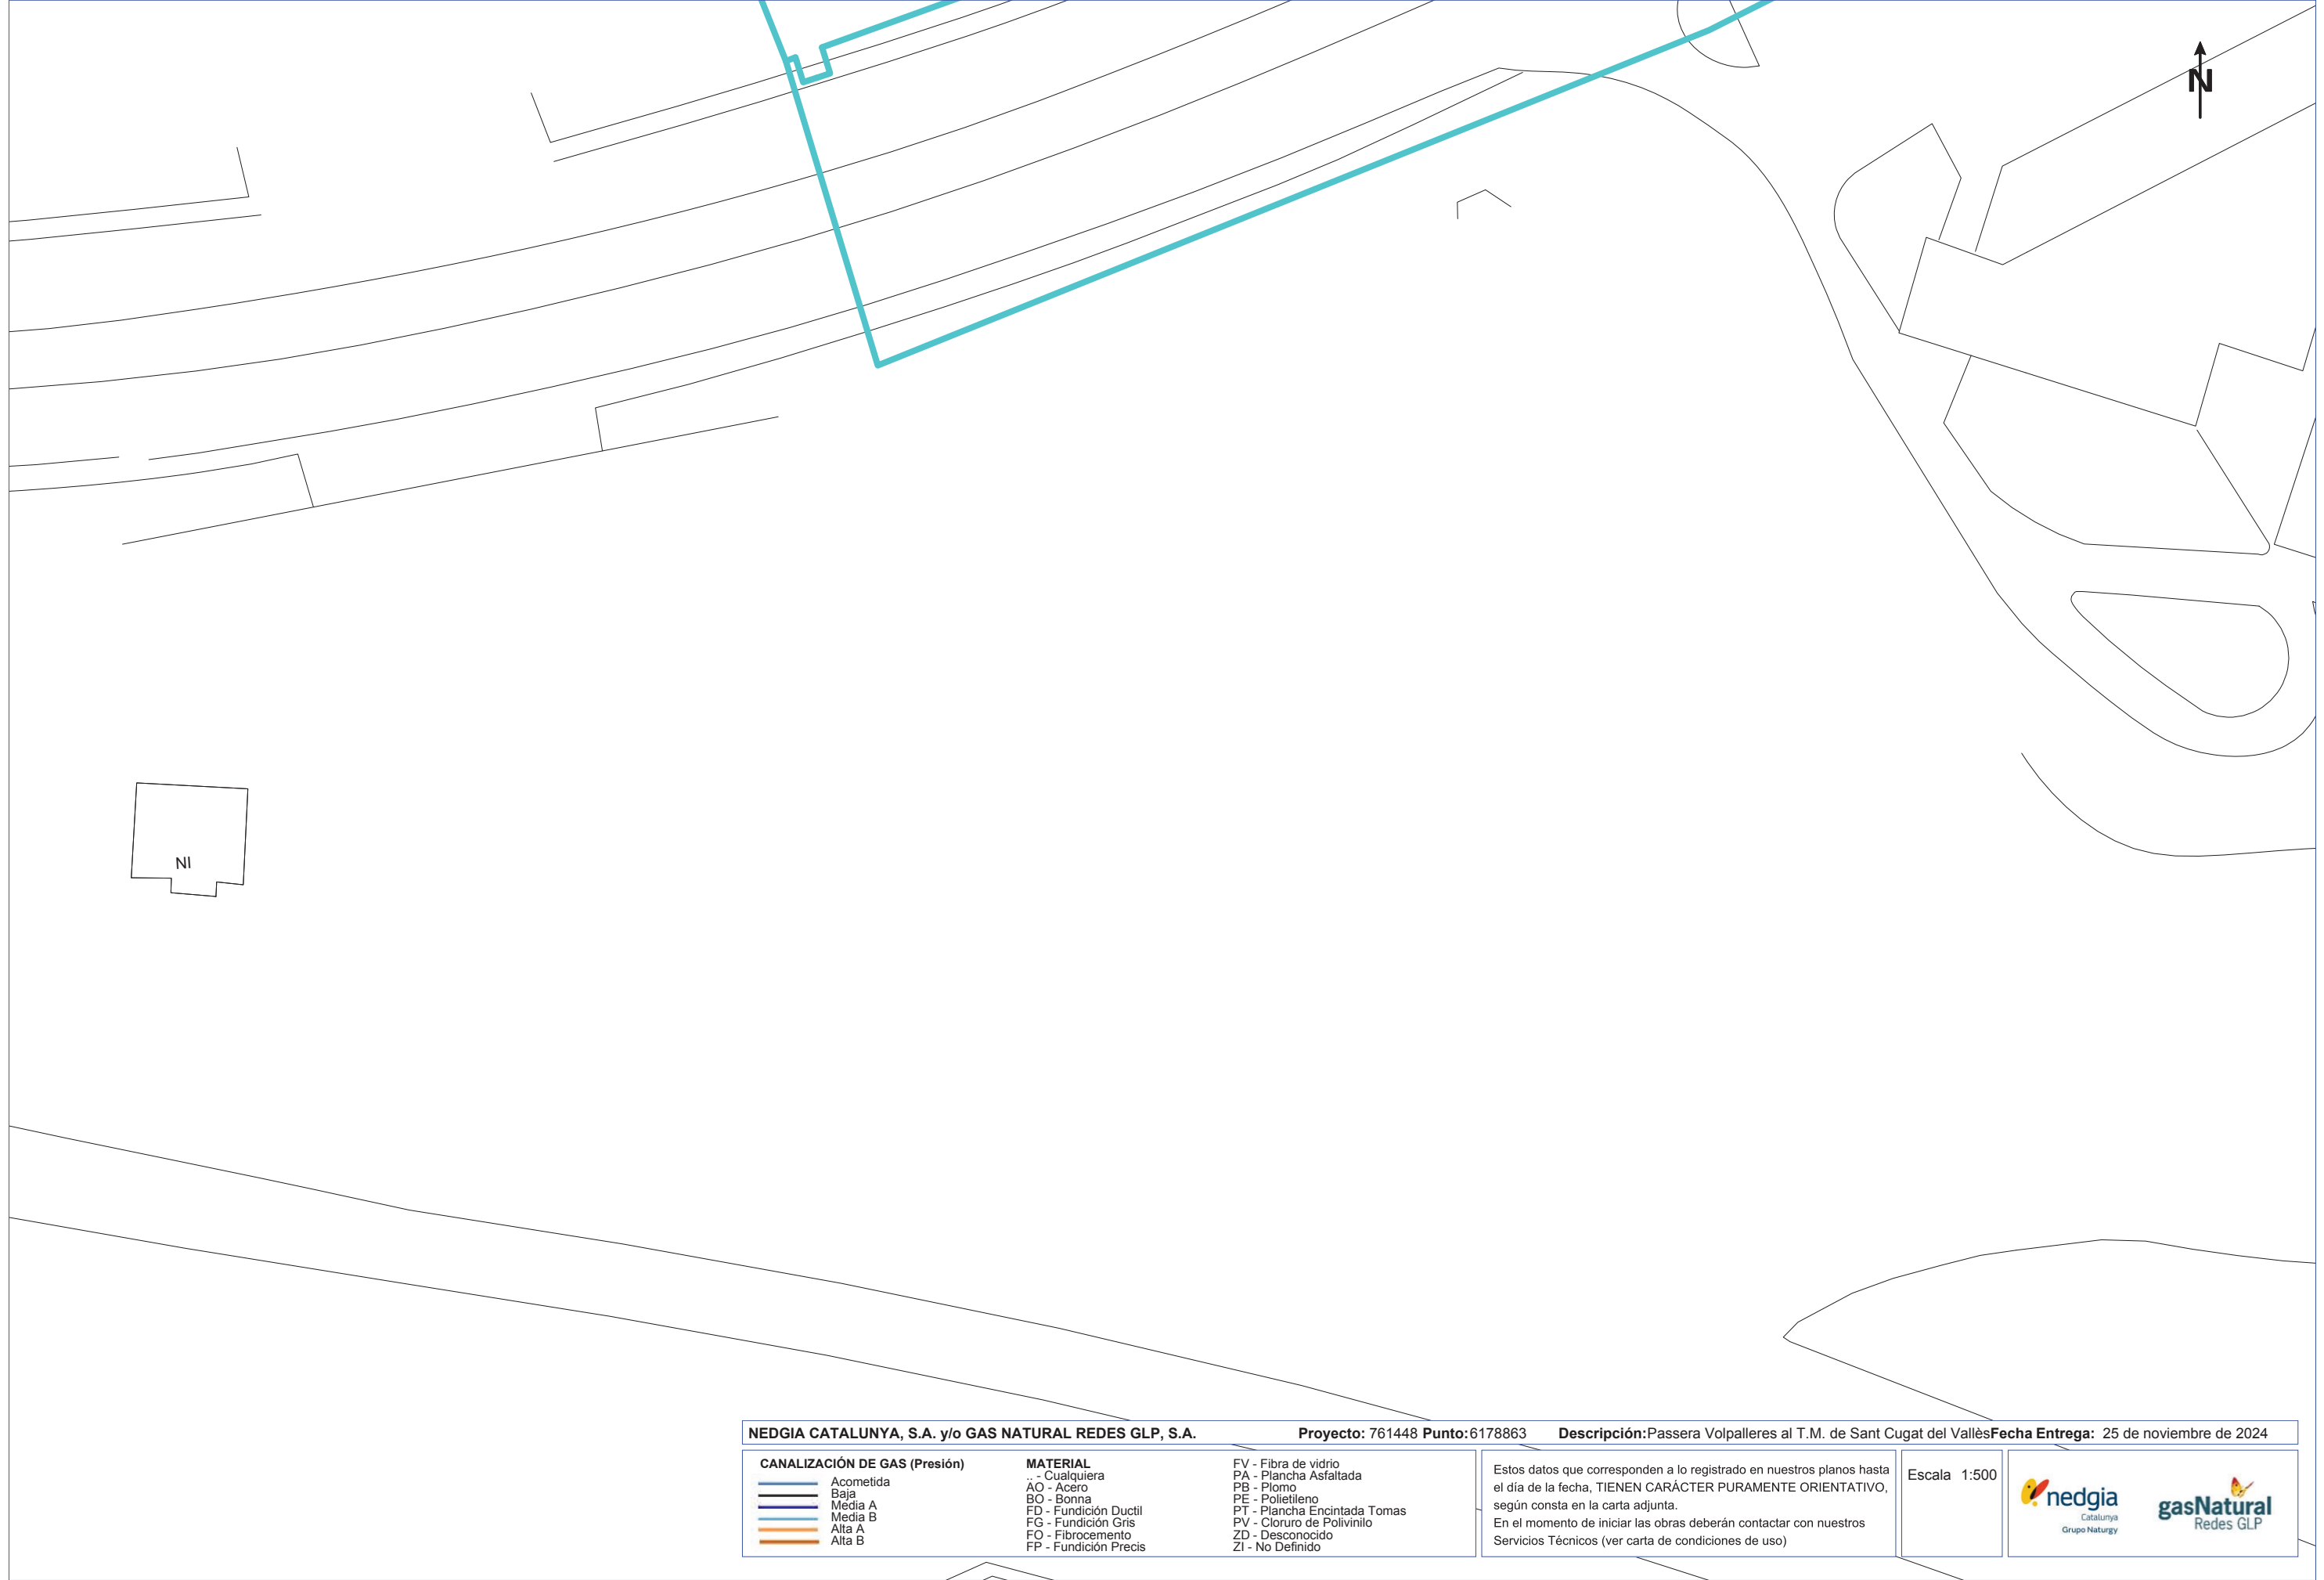 N
NI
NEDGIA CATALUNYA, S.A. y/o GAS NATURAL REDES GLP, S.A. Proyecto: 761448 Punto:6178863 Descripción:Passera Volpalleres al T.M. de Sant Cugat del VallèsFecha Entrega: 25 de noviembre de 2024
CANALIZACIÓN DE GAS (Presión)
Acometida
Baja
Media A
Media B
Alta A
Alta B
MATERIAL
.. - Cualquiera
AO - Acero
BO - Bonna
FD - Fundición Ductil
FG - Fundición Gris
FO - Fibrocemento
FP - Fundición Precis
FV - Fibra de vidrio
PA - Plancha Asfaltada
PB - Plomo
PE - Polietileno
PT - Plancha Encintada Tomas
PV - Cloruro de Polivinilo
ZD - Desconocido
ZI - No Definido
Estos datos que corresponden a lo registrado en nuestros planos hasta
el día de la fecha, TIENEN CARÁCTER PURAMENTE ORIENTATIVO,
según consta en la carta adjunta.
En el momento de iniciar las obras deberán contactar con nuestros
Servicios Técnicos (ver carta de condiciones de uso)
Escala 1:500
nedgia
Catalunya
Grupo Naturgy
gasNatural
Redes GLP